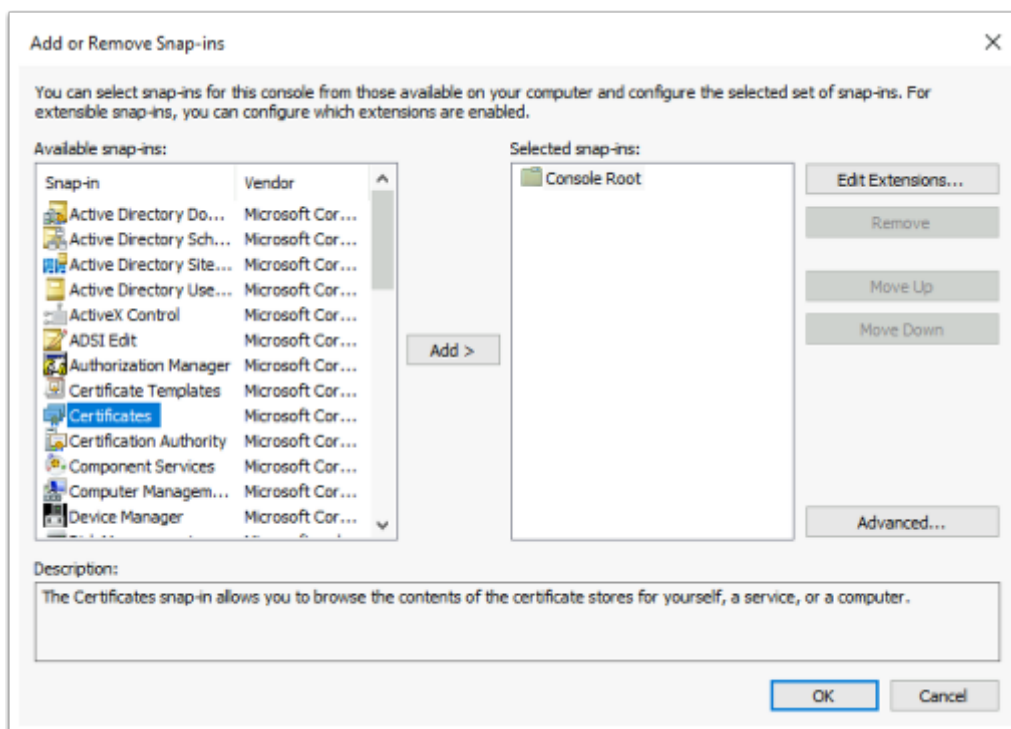 Add or Remove Snap-ins
You can select snap-ins for this console from those available on your computer and configure the selected set of snap-ins. For
extensible snap-ins, you can configure which extensions are enabled.
Available snap-ins:
Snap-in Vendor
Active Directory Do... Microsoft Cor...
Active Directory Sch... Microsoft Cor...
Active Directory Site... Microsoft Cor...
Active Directory Use... Microsoft Cor...
ActiveX Control Microsoft Cor...
ADSI Edit Microsoft Cor...
Authorization Manager Microsoft Cor...
Certificate Templates Microsoft Cor...
Certificates Microsoft Cor...
Certification Authority Microsoft Cor...
Component Services Microsoft Cor...
Computer Managem... Microsoft Cor...
Device Manager Microsoft Cor...
Add >
Selected snap-ins:
Console Root
Edit Extensions...
Remove
Move Up
Move Down
Advanced...
Description:
The Certificates snap-in allows you to browse the contents of the certificate stores for yourself, a service, or a computer.
OK
Cancel